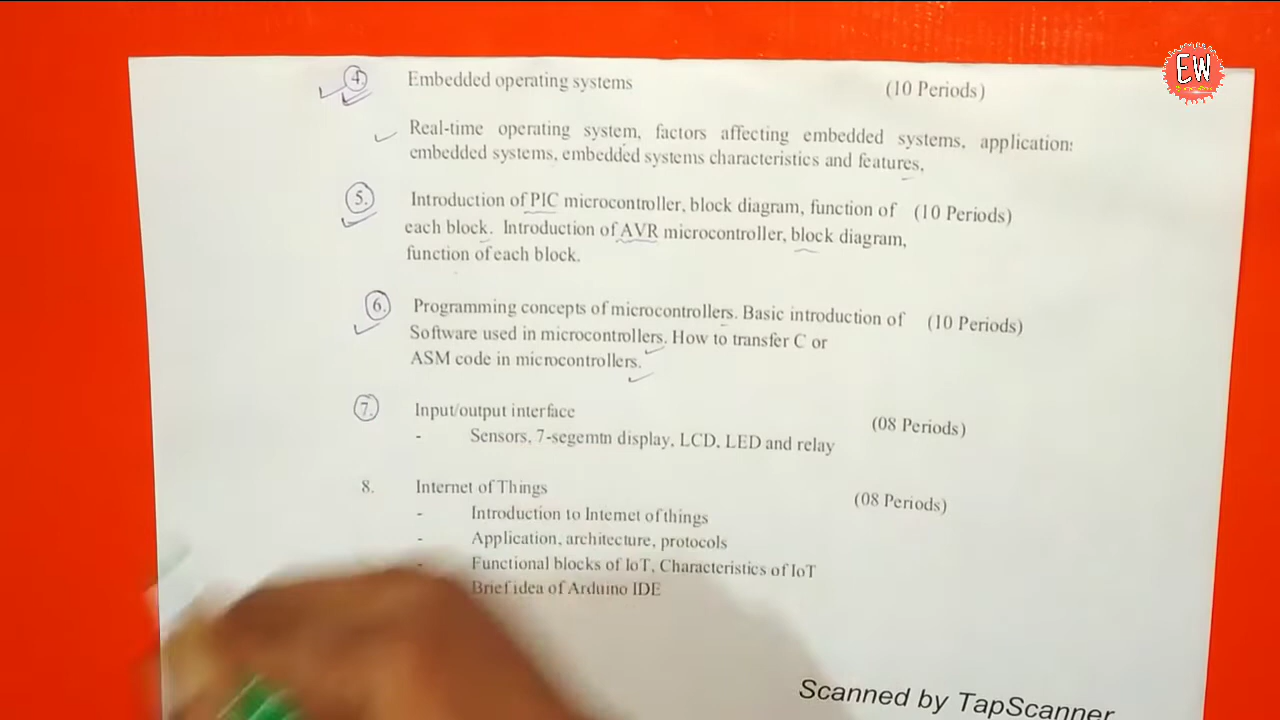 EW
4. Embedded operating systems (10 Periods)
Real-time operating system, factors affecting embedded systems, application:
embedded systems, embedded systems characteristics and features,
5. Introduction of PIC microcontroller, block diagram, function of (10 Periods)
each block. Introduction of AVR microcontroller, block diagram,
function of each block.
6. Programming concepts of microcontrollers. Basic introduction of (10 Periods)
Software used in microcontrollers. How to transfer C or
ASM code in microcontrollers.
7. Input/output interface (08 Periods)
- Sensors, 7-segemtn display, LCD, LED and relay
8. Internet of Things (08 Periods)
- Introduction to Internet of things
- Application, architecture, protocols
- Functional blocks of IoT, Characteristics of IoT
Brief idea of Arduino IDE
Scanned by TapScanner